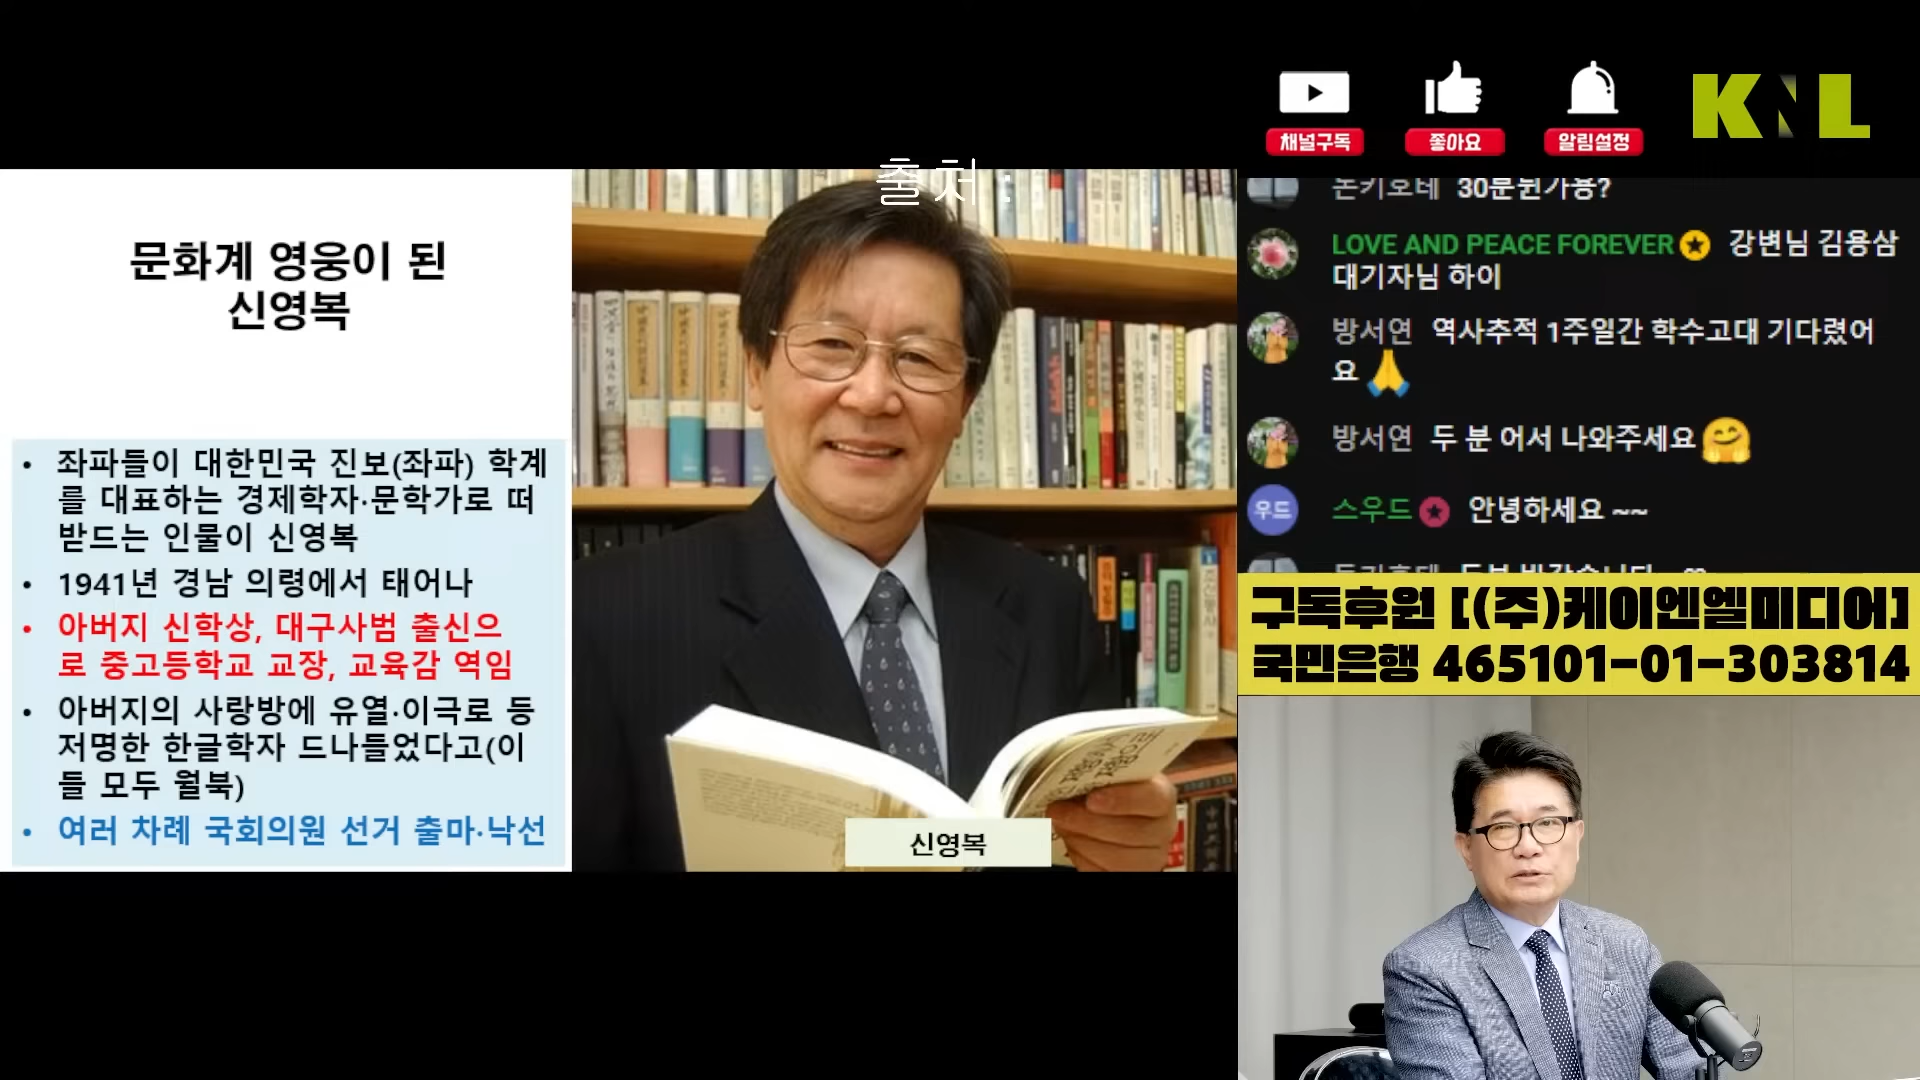 채널구독
좋아요
알림설정
KNL
출처 :
문화계 영웅이 된
신영복
• 좌파들이 대한민국 진보(좌파) 학계
를 대표하는 경제학자·문학가로 떠
받드는 인물이 신영복
• 1941년 경남 의령에서 태어나
• 아버지 신학상, 대구사범 출신으
로 중고등학교 교장, 교육감 역임
• 아버지의 사랑방에 유열·이극로 등
저명한 한글학자 드나들었다고(이
들 모두 월북)
• 여러 차례 국회의원 선거 출마·낙선
신영복
돈키호테 30분뒨가용?
LOVE AND PEACE FOREVER 강변님 김용삼
대기자님 하이
방서연 역사추적 1주일간 학수고대 기다렸어
요
방서연 두 분 어서 나와주세요
우드
스우드 안녕하세요 ~~
구독후원 [(주)케이엔엘미디어]
국민은행 465101-01-303814